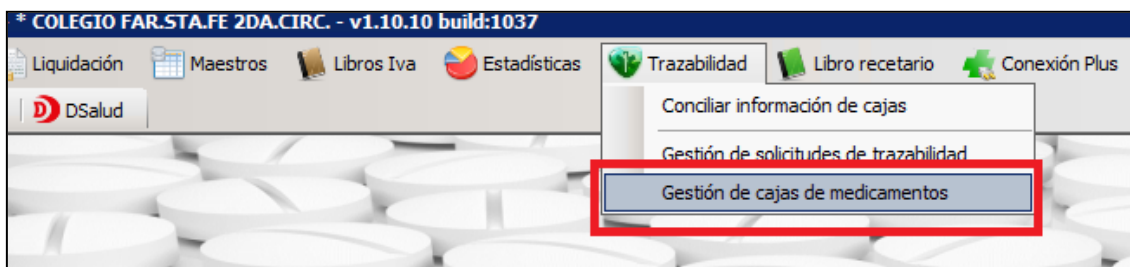 * COLEGIO FAR.STA.FE 2DA.CIRC. - v1.10.10 build:1037
Liquidación Maestros Libros Iva Estadísticas Trazabilidad Libro recetario Conexión Plus
DSalud
Conciliar información de cajas
Gestión de solicitudes de trazabilidad
Gestión de cajas de medicamentos